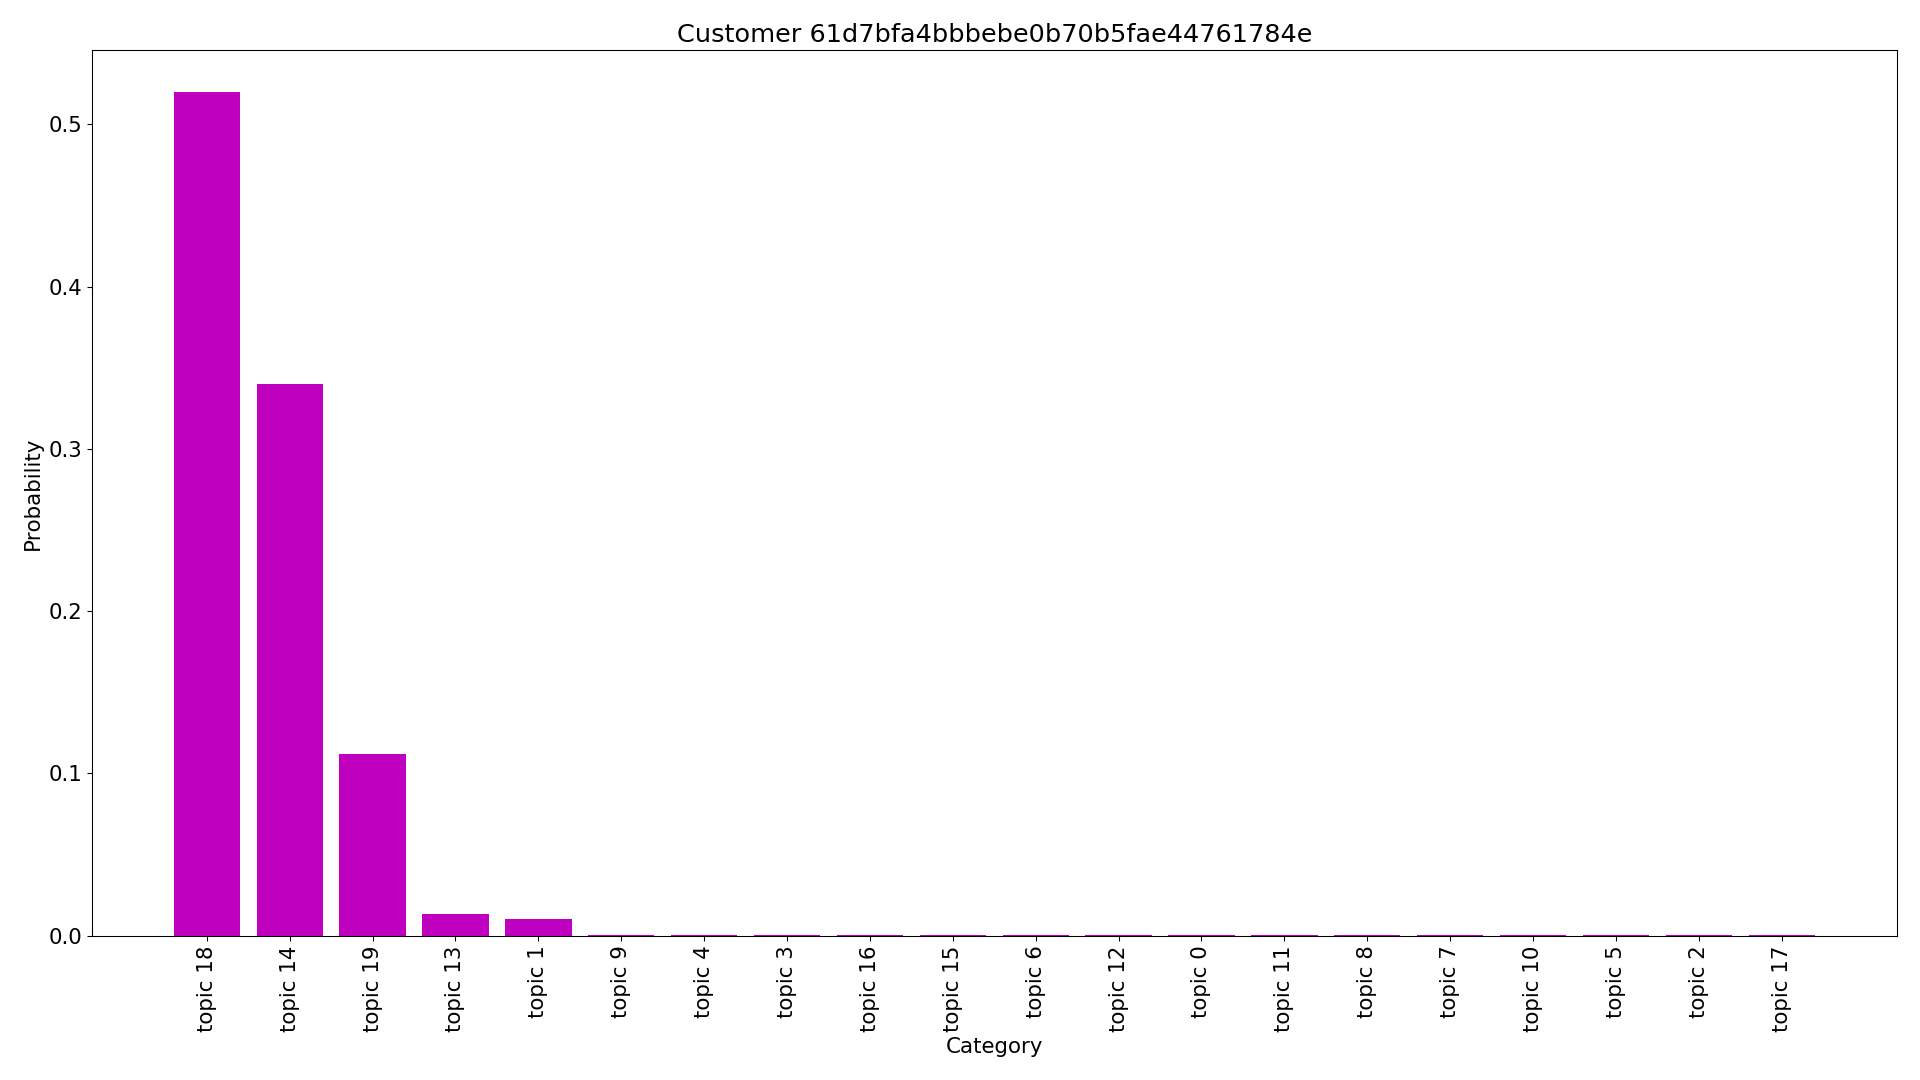 Customer 61d7bfa4bbbebe0b70b5fae44761784e
Probability
0.5
0.4
0.3
0.2
0.1
0.0
topic 18
topic 14
topic 19
topic 13
topic 1
topic 9
topic 4
topic 3
topic 16
topic 15
topic 6
topic 12
topic 0
topic 11
topic 8
topic 7
topic 10
topic 5
topic 2
topic 17
Category